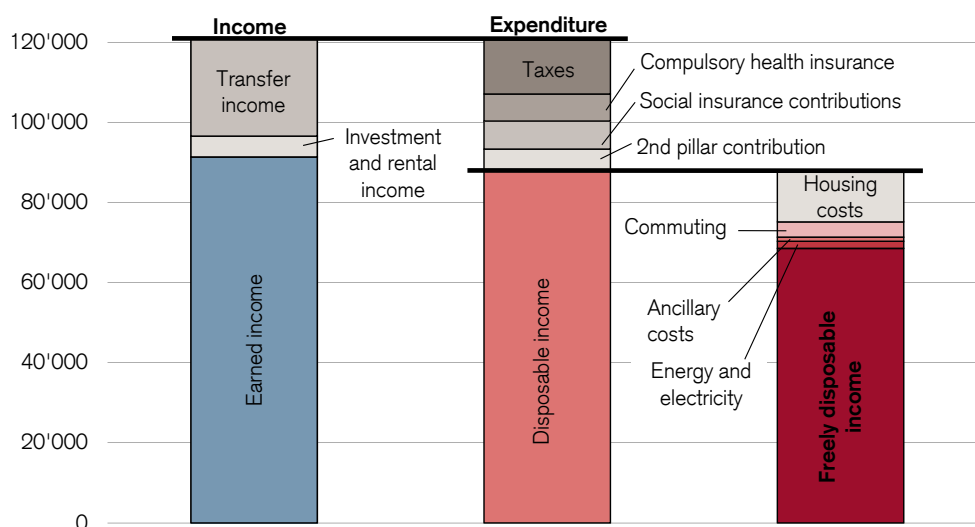 Income
Expenditure
120'000
100'000
80'000
60'000
40'000
20'000
0
Transfer
income
Investment
and rental
income
Earned income
Taxes
Compulsory health insurance
Social insurance contributions
2nd pillar contribution
Disposable income
Housing
costs
Commuting
Ancillary
costs
Energy and
electricity
Freely disposable
income